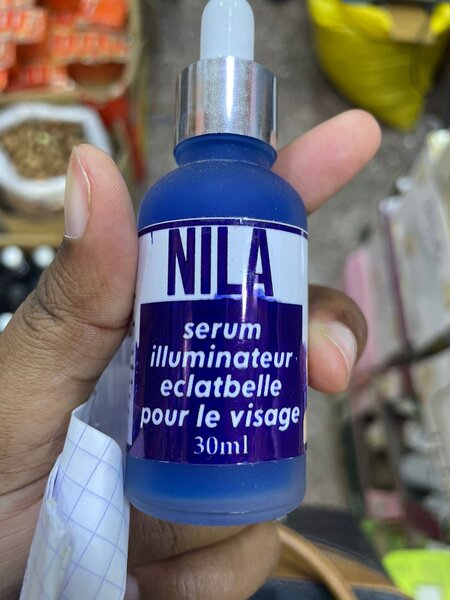 NILA
serum
illuminateur
eclatbelle
pour le visage
30ml